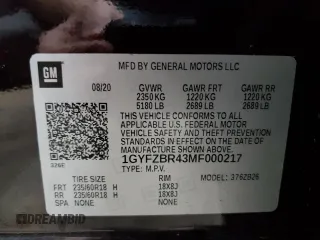 GM
MFD BY GENERAL MOTORS LLC
08/20 GVWR GAWR FRT GAWR RR
2350 KG 1220 KG 1220 KG
5180 LB 2689 LB 2689 LB
THIS VEHICLE CONFORMS TO ALL APPLICABLE
U.S. FEDERAL MOTOR VEHICLE SAFETY, BUMPER,
AND THEFT PREVENTION STANDARDS
IN EFFECT ON THE
DATE OF MANUFACTURE SHOWN ABOVE.
1GYFZBR43MF000217
TYPE: M.P.V.
TIRE SIZE RIM
FRT 235/60R18 H 18X8J
RR 235/60R18 H 18X8J
SPA NONE NONE
DREAMBID